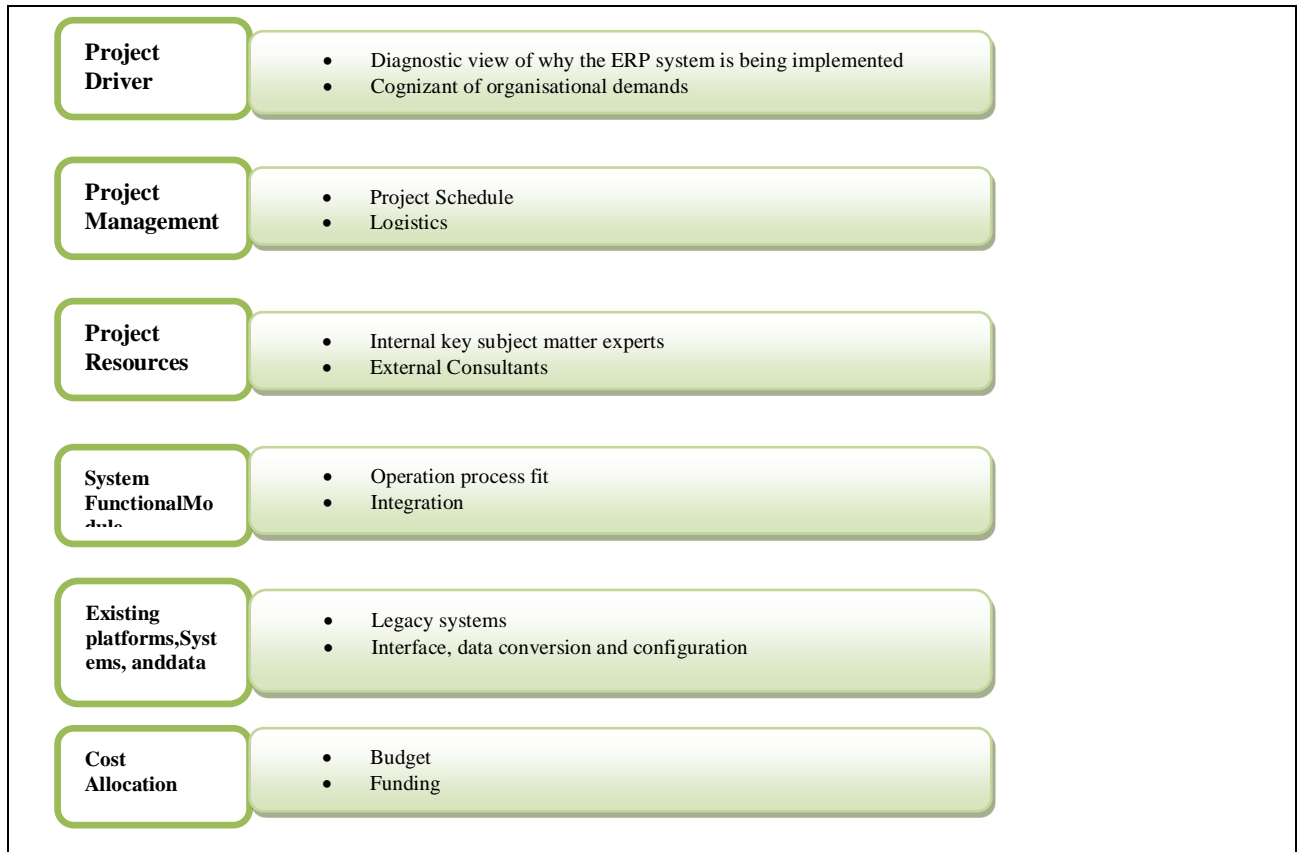 Project
Driver
• Diagnostic view of why the ERP system is being implemented
• Cognizant of organisational demands
Project
Management
• Project Schedule
• Logistics
Project
Resources
• Internal key subject matter experts
• External Consultants
System
FunctionalMo
dule
• Operation process fit
• Integration
Existing
platforms,Syst
ems, anddata
• Legacy systems
• Interface, data conversion and configuration
Cost
Allocation
• Budget
• Funding